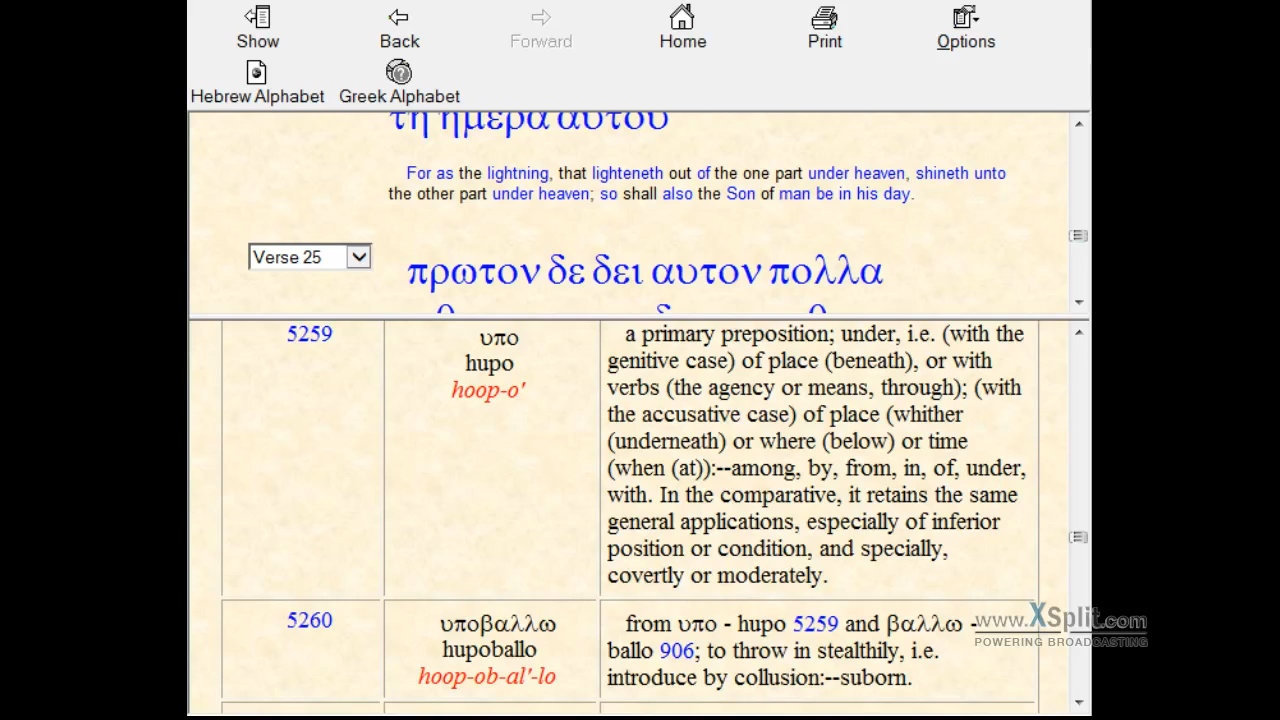 Show Back Forward Home Print Options
Hebrew Alphabet Greek Alphabet
τη ημερα αυτου
For as the lightning, that lighteneth out of the one part under heaven, shineth unto
the other part under heaven; so shall also the Son of man be in his day.
Verse 25
πρωτον δε δει αυτον πολλα
5259
υπο
hupo
hoop-o'
a primary preposition; under, i.e. (with the
genitive case) of place (beneath), or with
verbs (the agency or means, through); (with
the accusative case) of place (whither
(underneath) or where (below) or time
(when (at)):--among, by, from, in, of, under,
with. In the comparative, it retains the same
general applications, especially of inferior
position or condition, and specially,
covertly or moderately.
5260
υποβαλλω
hupoballo
hoop-ob-al'-lo
from υπο - hupo 5259 and βαλλω -
ballo 906; to throw in stealthily, i.e.
introduce by collusion:--suborn.
www.XSplit.com
POWERING BROADCASTING